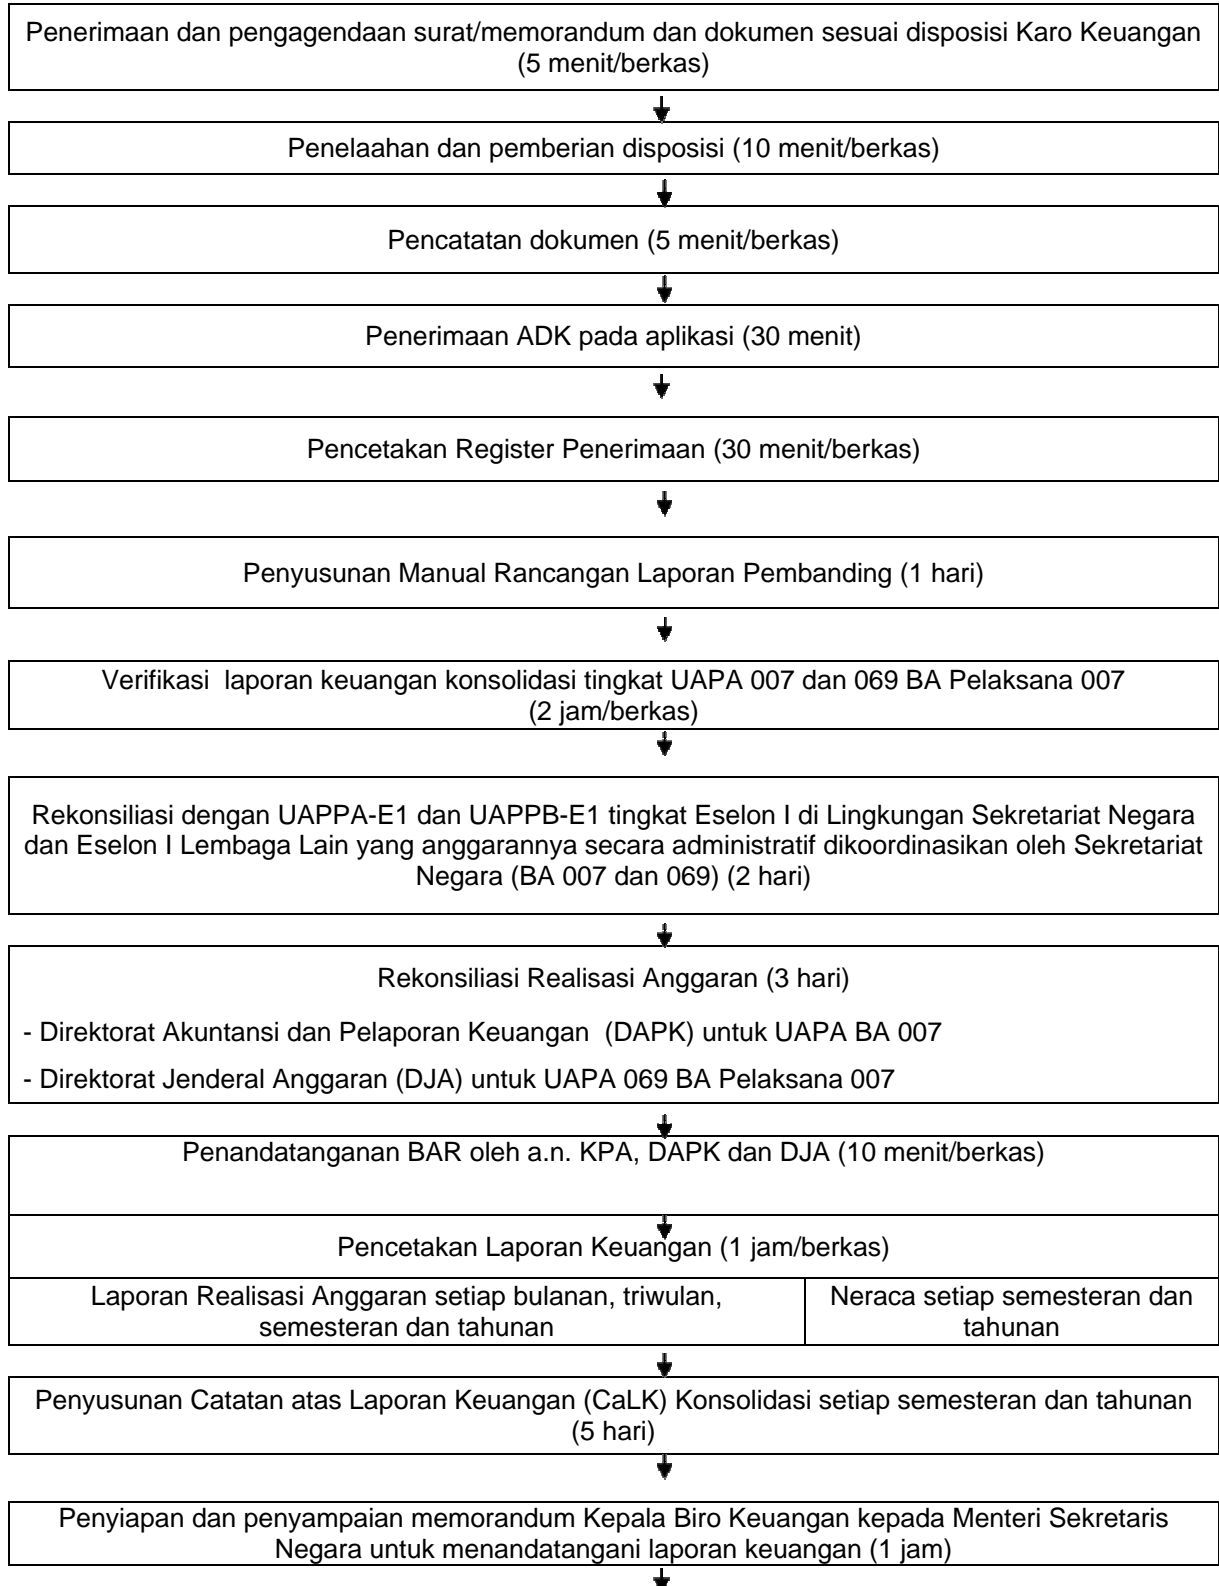 Penerimaan dan pengagendaan surat/memorandum dan dokumen sesuai disposisi Karo Keuangan
(5 menit/berkas)
Penelaahan dan pemberian disposisi (10 menit/berkas)
Pencatatan dokumen (5 menit/berkas)
Penerimaan ADK pada aplikasi (30 menit)
Pencetakan Register Penerimaan (30 menit/berkas)
Penyusunan Manual Rancangan Laporan Pembanding (1 hari)
Verifikasi laporan keuangan konsolidasi tingkat UAPA 007 dan 069 BA Pelaksana 007
(2 jam/berkas)
Rekonsiliasi dengan UAPPA-E1 dan UAPPB-E1 tingkat Eselon I di Lingkungan Sekretariat Negara
dan Eselon I Lembaga Lain yang anggarannya secara administratif dikoordinasikan oleh Sekretariat
Negara (BA 007 dan 069) (2 hari)
Rekonsiliasi Realisasi Anggaran (3 hari)
- Direktorat Akuntansi dan Pelaporan Keuangan (DAPK) untuk UAPA BA 007
- Direktorat Jenderal Anggaran (DJA) untuk UAPA 069 BA Pelaksana 007
Penandatanganan BAR oleh a.n. KPA, DAPK dan DJA (10 menit/berkas)
Pencetakan Laporan Keuangan (1 jam/berkas)
Laporan Realisasi Anggaran setiap bulanan, triwulan,
semesteran dan tahunan
Neraca setiap semesteran dan
tahunan
Penyusunan Catatan atas Laporan Keuangan (CaLK) Konsolidasi setiap semesteran dan tahunan
(5 hari)
Penyiapan dan penyampaian memorandum Kepala Biro Keuangan kepada Menteri Sekretaris
Negara untuk menandatangani laporan keuangan (1 jam)